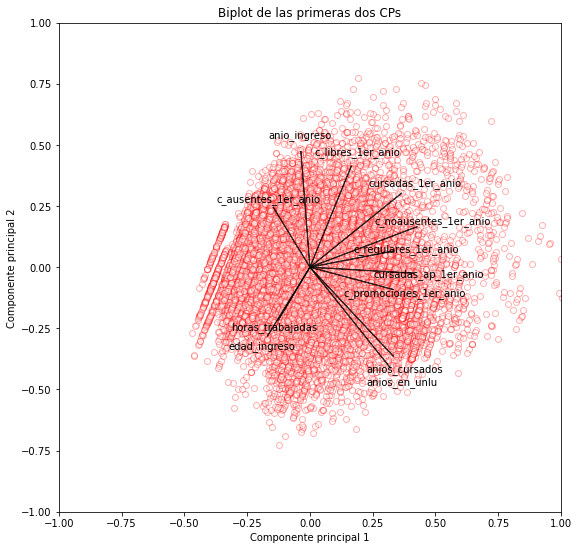 Biplot de las primeras dos CPs
1.00
0.75
0.50
0.25
0.00
−0.25
−0.50
−0.75
−1.00
Componente principal 2
anio_ingreso
c_libres_1er_anio
cursadas_1er_anio
c_ausentes_1er_anio
c_noausentes_1er_anio
c_regulares_1er_anio
cursadas_ap_1er_anio
c_promociones_1er_anio
horas_trabajadas
edad_ingreso
anios_cursados
anios_en_unlu
−1.00 −0.75 −0.50 −0.25 0.00 0.25 0.50 0.75 1.00
Componente principal 1